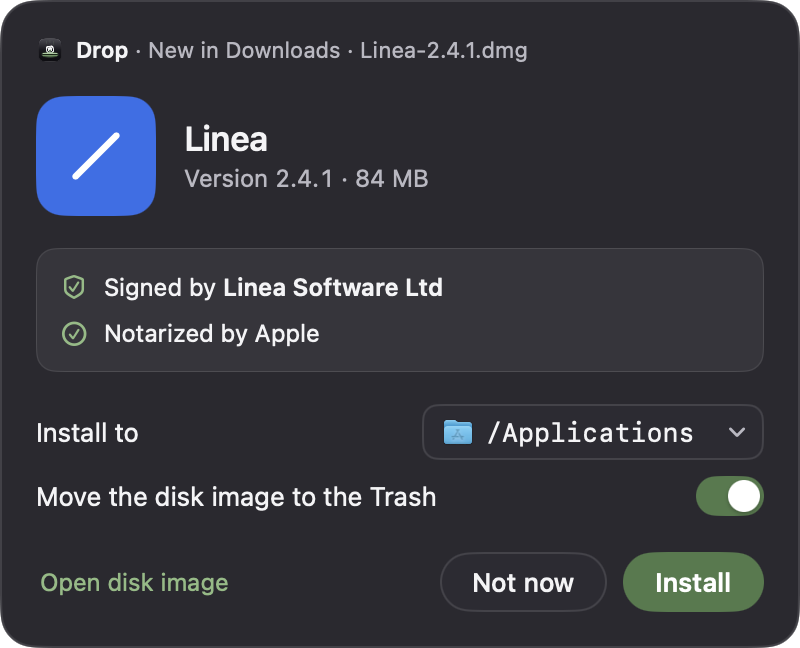 Drop · New in Downloads · Linea-2.4.1.dmg
Linea
Version 2.4.1 · 84 MB
Signed by Linea Software Ltd
Notarized by Apple
Install to
/Applications
Move the disk image to the Trash
Open disk image
Not now
Install